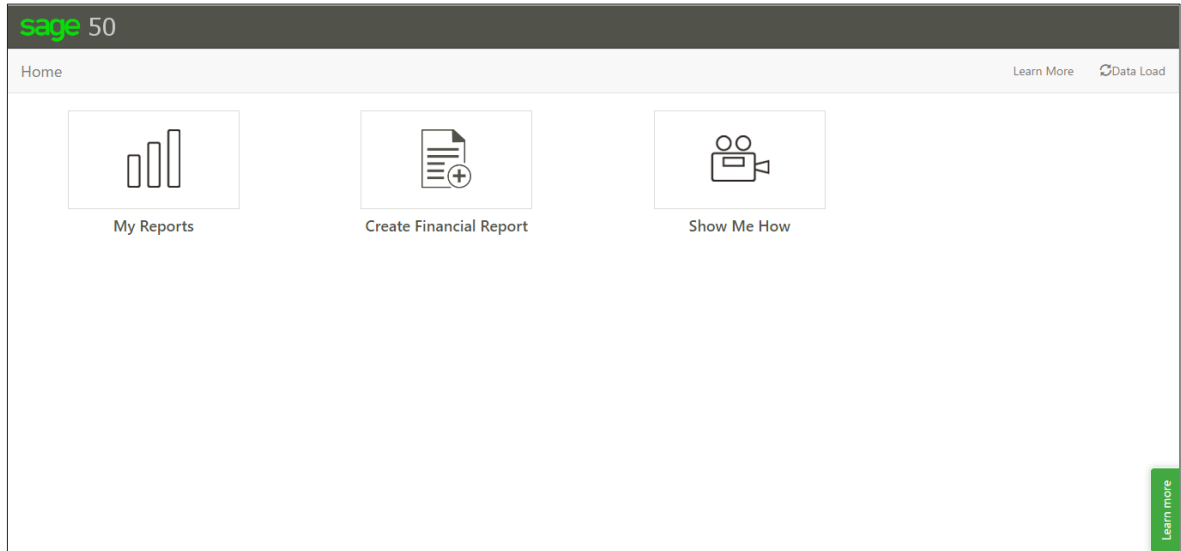 sage 50
Home
Learn More
Data Load
My Reports
Create Financial Report
Show Me How
Learn more